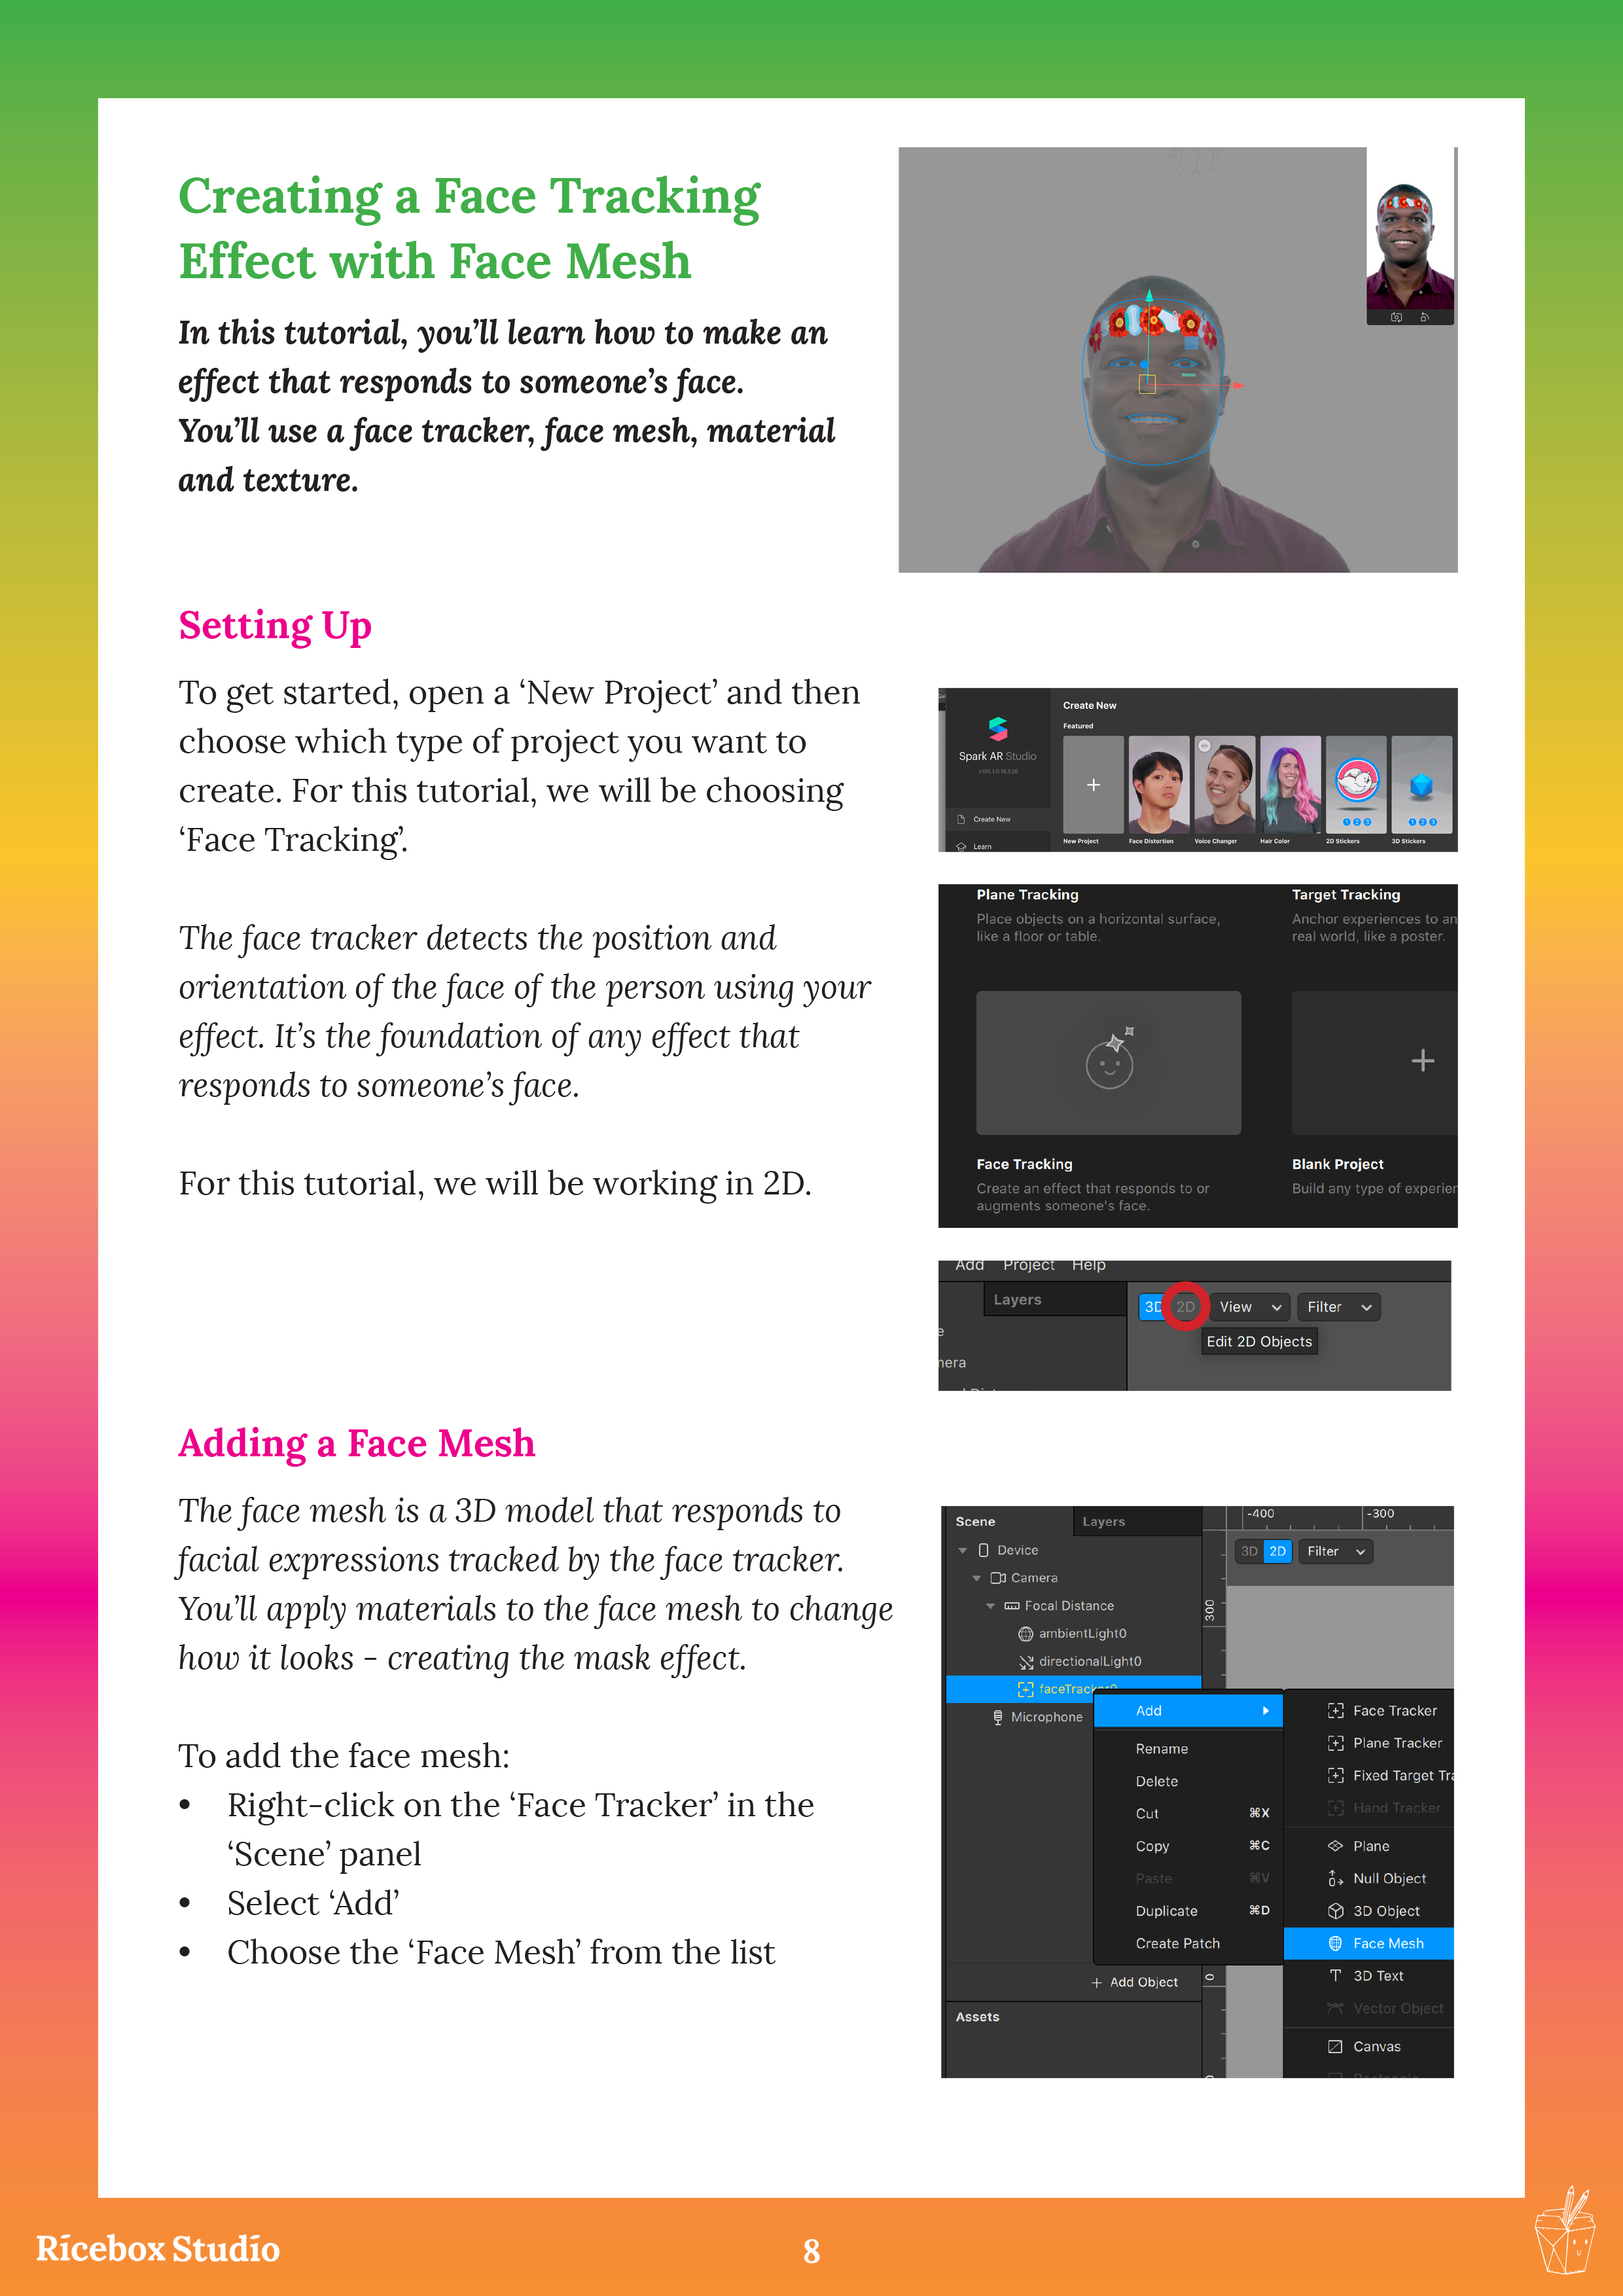 Creating a Face Tracking
Effect with Face Mesh
In this tutorial, you’ll learn how to make an
effect that responds to someone’s face.
You’ll use a face tracker, face mesh, material
and texture.
Setting Up
To get started, open a ‘New Project’ and then
choose which type of project you want to
create. For this tutorial, we will be choosing
‘Face Tracking’.
The face tracker detects the position and
orientation of the face of the person using your
effect. It’s the foundation of any effect that
responds to someone’s face.
For this tutorial, we will be working in 2D.
Create New
Featured
Spark AR Studio
Create New
Learn
New Project
Face Distortion
Voice Changer
Hair Color
1 2 3
2D Stickers
1 2 3
3D Stickers
Plane Tracking
Place objects on a horizontal surface,
like a floor or table.
Target Tracking
Anchor experiences to an
real world, like a poster.
Face Tracking
Create an effect that responds to or
augments someone's face.
Blank Project
Build any type of experier
Add Project Help
Layers
3D 2D View Filter
Edit 2D Objects
Adding a Face Mesh
The face mesh is a 3D model that responds to
facial expressions tracked by the face tracker.
You’ll apply materials to the face mesh to change
how it looks - creating the mask effect.
To add the face mesh:
• Right-click on the ‘Face Tracker’ in the
‘Scene’ panel
• Select ‘Add’
• Choose the ‘Face Mesh’ from the list
Scene Layers
-400 -300
3D 2D Filter
300
Device
Camera
Focal Distance
ambientLight0
directionalLight0
faceTracker0
Microphone
Add
Rename
Delete
Cut ⌘X
Copy ⌘C
Paste ⌘V
Duplicate ⌘D
Create Patch
Face Tracker
Plane Tracker
Fixed Target Tra
Hand Tracker
Plane
Null Object
3D Object
Face Mesh
3D Text
Vector Object
Canvas
+ Add Object
0
Assets
Ricebox Studio
8